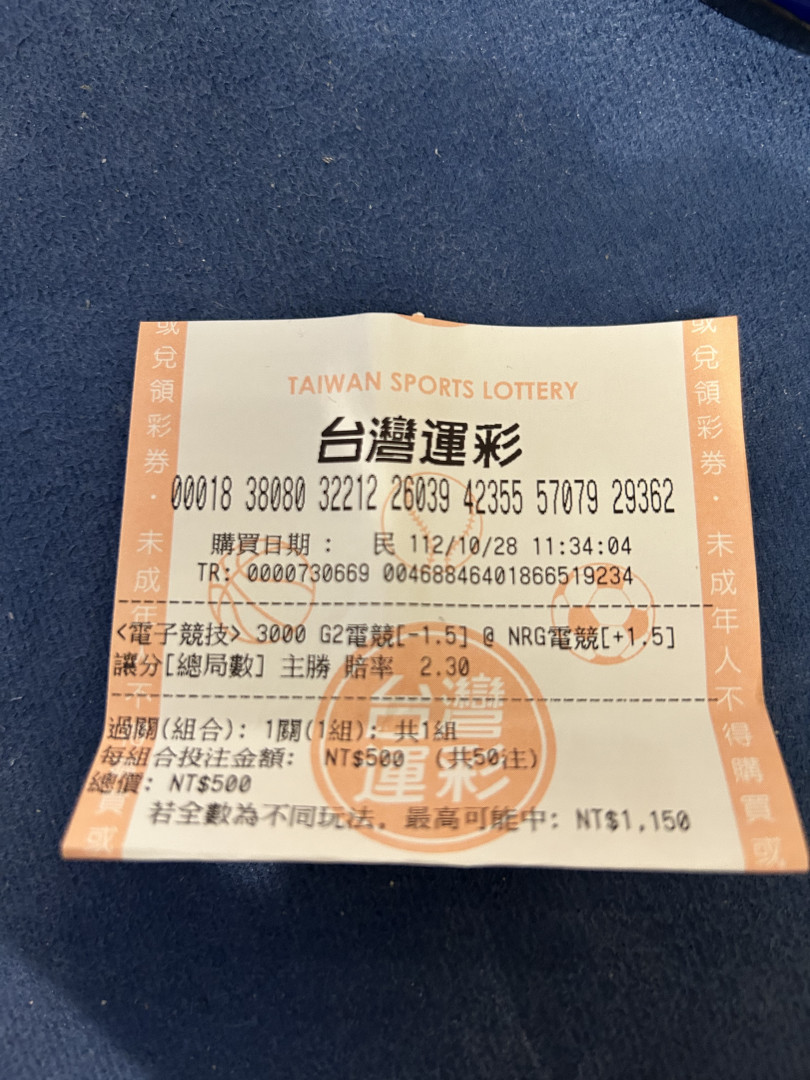 TAIWAN SPORTS LOTTERY
台灣運彩
00018 38080 32212 26039 42355 57079 29362
購買日期： 民 112/10/28 11:34:04
TR: 0000730669 00468846401866519234
<電子競技> 3000 G2電競[-1.5] @ NRG電競[+1.5]
讓分[總局數] 主勝 賠率 2.30
過關(組合): 1關(1組): 共1組
每組合投注金額: NT$500 (共50注)
總價: NT$500
若全數為不同玩法, 最高可能中: NT$1,150
台灣
運彩
或兌領彩券・未成年人不得購買或
或兌領彩券・未成年
不
買或